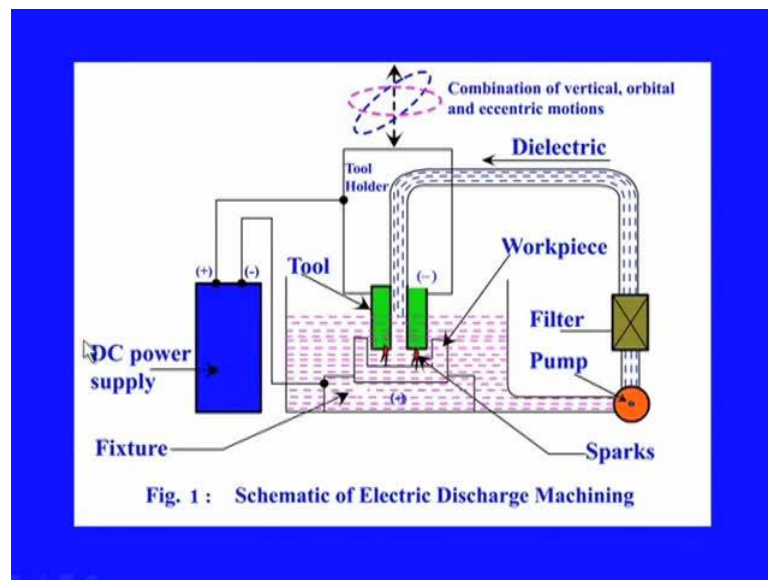 Combination of vertical, orbital
and eccentric motions
Dielectric
Tool
Holder
Workpiece
(+)
(-)
Tool
(-)
Filter
DC power
supply
Pump
(+)
Fixture
Sparks
Fig. 1 : Schematic of Electric Discharge Machining